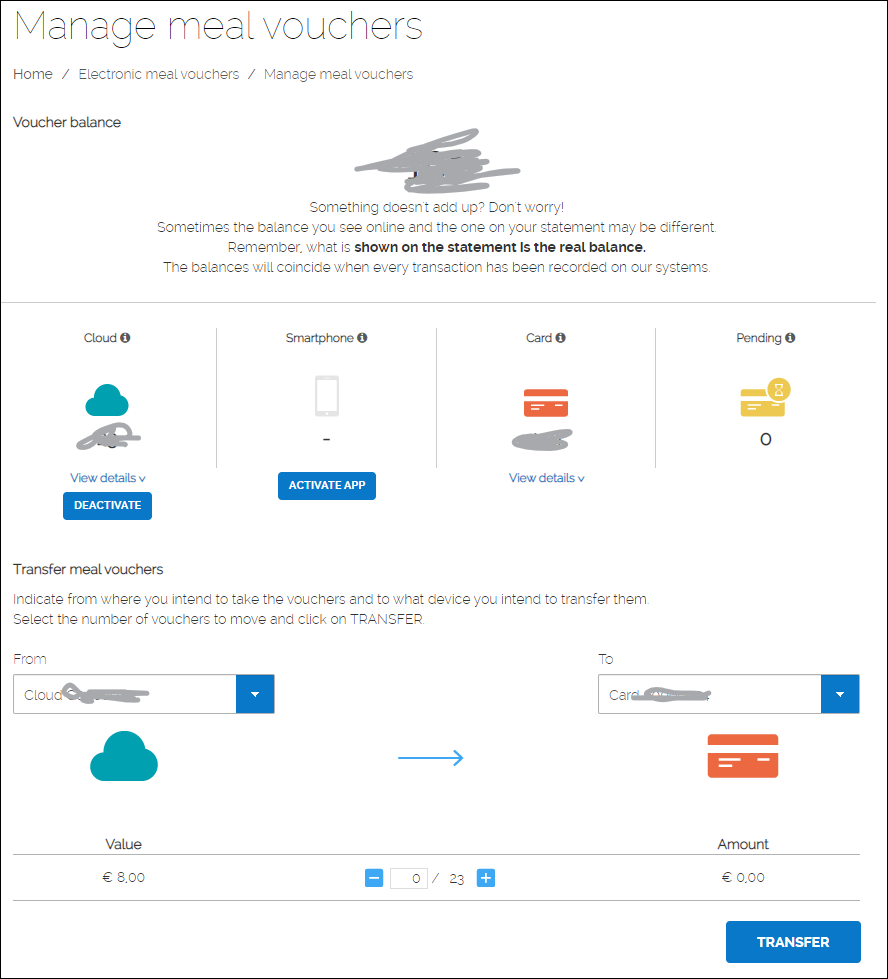 Manage meal vouchers
Home / Electronic meal vouchers / Manage meal vouchers
Voucher balance
Something doesn't add up? Don't worry!
Sometimes the balance you see online and the one on your statement may be different.
Remember, what is shown on the statement is the real balance.
The balances will coincide when every transaction has been recorded on our systems.
Cloud
Smartphone
Card
Pending
-
0
View details v
DEACTIVATE
ACTIVATE APP
View details v
Transfer meal vouchers
Indicate from where you intend to take the vouchers and to what device you intend to transfer them.
Select the number of vouchers to move and click on TRANSFER.
From
To
Cloud
Card
Value
Amount
€ 8,00
0 / 23
€ 0,00
TRANSFER